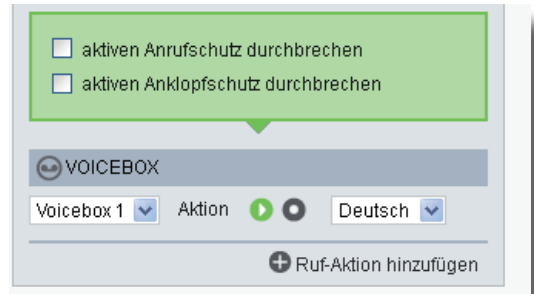 aktiven Anrufschutz durchbrechen
aktiven Anklopfschutz durchbrechen
VOICEBOX
Voicebox 1 Aktion Deutsch
Ruf-Aktion hinzufügen